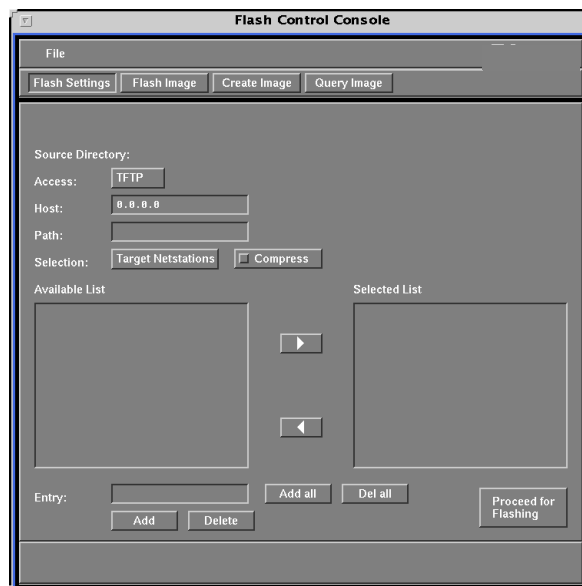 Flash Control Console
File
Flash Settings Flash Image Create Image Query Image
Source Directory:
Access: TFTP
Host: 0.0.0.0
Path:
Selection: Target Netstations Compress
Available List Selected List
Entry: Add all Del all
Proceed for
Flashing
Add Delete